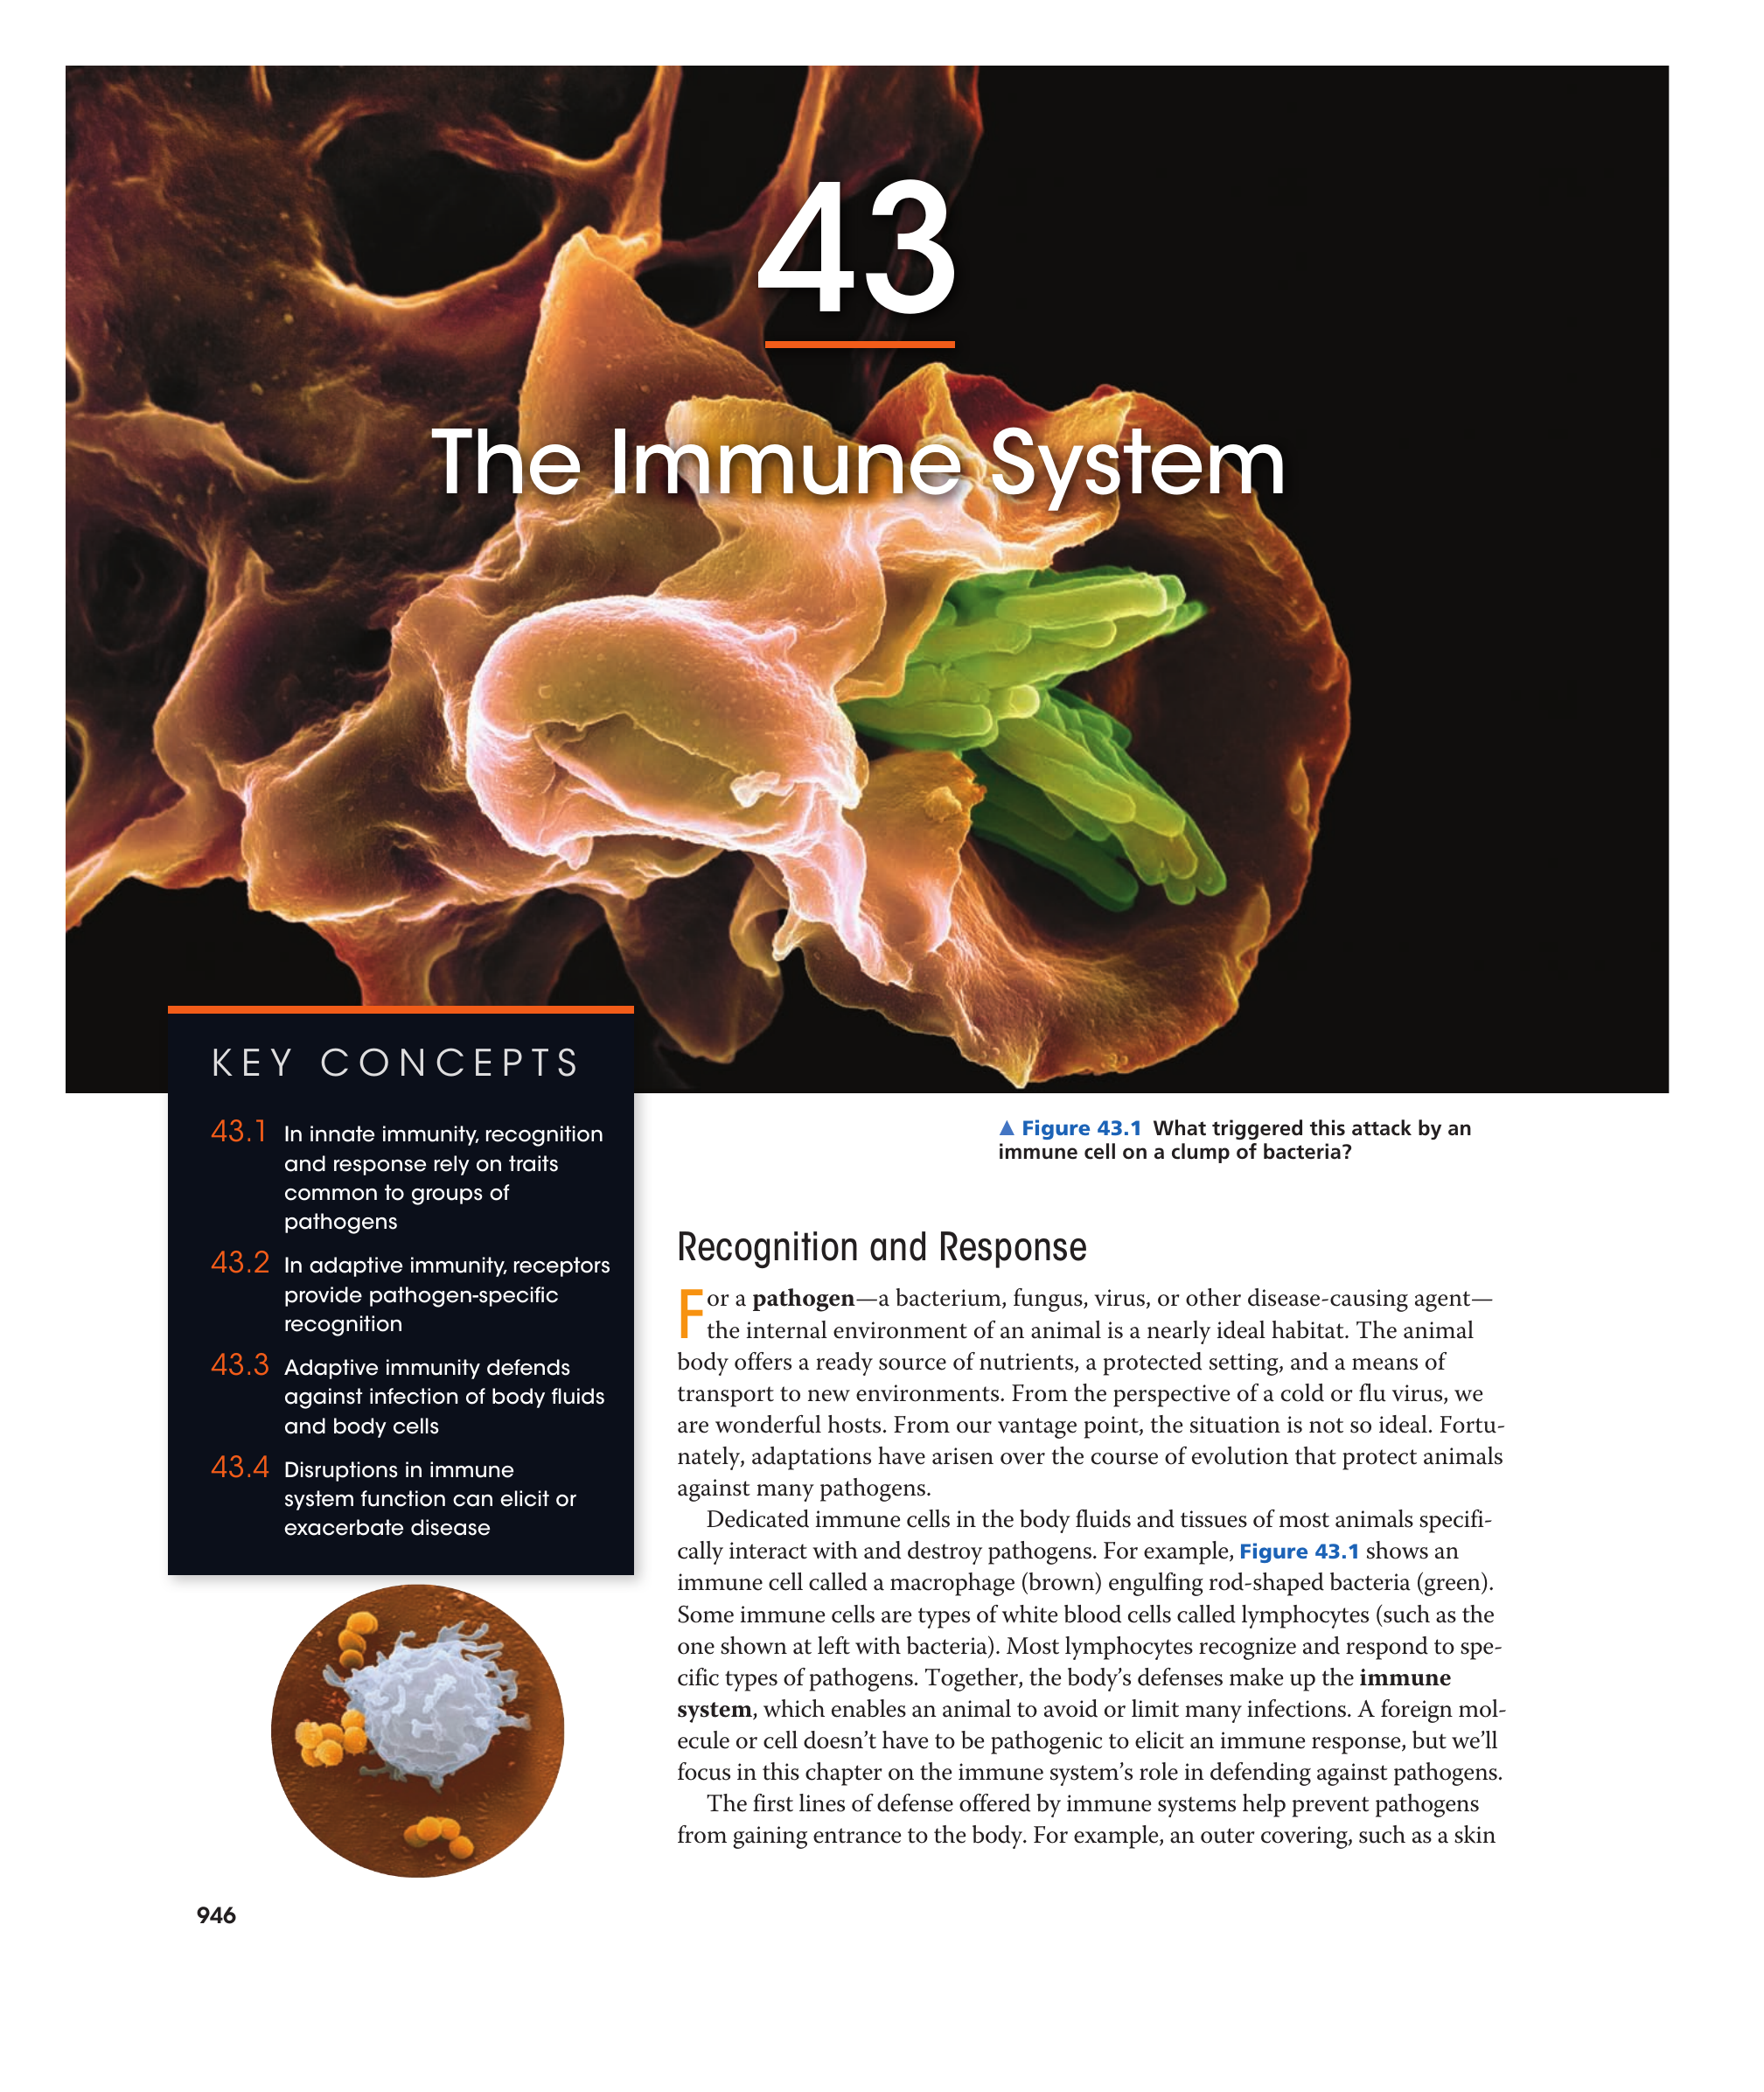 43
The Immune System
KEY CONCEPTS
43.1 In innate immunity, recognition
and response rely on traits
common to groups of
pathogens
43.2 In adaptive immunity, receptors
provide pathogen-specific
recognition
43.3 Adaptive immunity defends
against infection of body fluids
and body cells
43.4 Disruptions in immune
system function can elicit or
exacerbate disease
▲ Figure 43.1 What triggered this attack by an
immune cell on a clump of bacteria?
Recognition and Response
For a pathogen—a bacterium, fungus, virus, or other disease-causing agent—
the internal environment of an animal is a nearly ideal habitat. The animal
body offers a ready source of nutrients, a protected setting, and a means of
transport to new environments. From the perspective of a cold or flu virus, we
are wonderful hosts. From our vantage point, the situation is not so ideal. Fortu-
nately, adaptations have arisen over the course of evolution that protect animals
against many pathogens.
Dedicated immune cells in the body fluids and tissues of most animals specifi-
cally interact with and destroy pathogens. For example, Figure 43.1 shows an
immune cell called a macrophage (brown) engulfing rod-shaped bacteria (green).
Some immune cells are types of white blood cells called lymphocytes (such as the
one shown at left with bacteria). Most lymphocytes recognize and respond to spe-
cific types of pathogens. Together, the body's defenses make up the immune
system, which enables an animal to avoid or limit many infections. A foreign mol-
ecule or cell doesn't have to be pathogenic to elicit an immune response, but we'll
focus in this chapter on the immune system's role in defending against pathogens.
The first lines of defense offered by immune systems help prevent pathogens
from gaining entrance to the body. For example, an outer covering, such as a skin
946